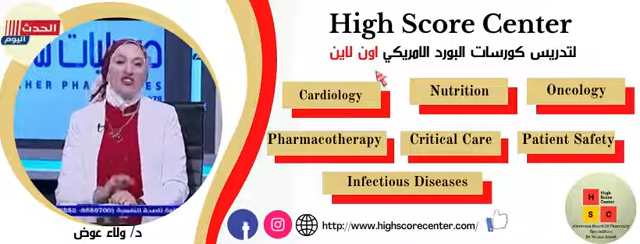 الحدث
اليوم
High Score Center
لتدريس كورسات البورد الامريكي اون لاين
Cardiology
Nutrition
Oncology
Pharmacotherapy
Critical Care
Patient Safety
Infectious Diseases
د/ ولاء عوض
http://www.highscorecenter.com/
High
Score
Center
H
S
C